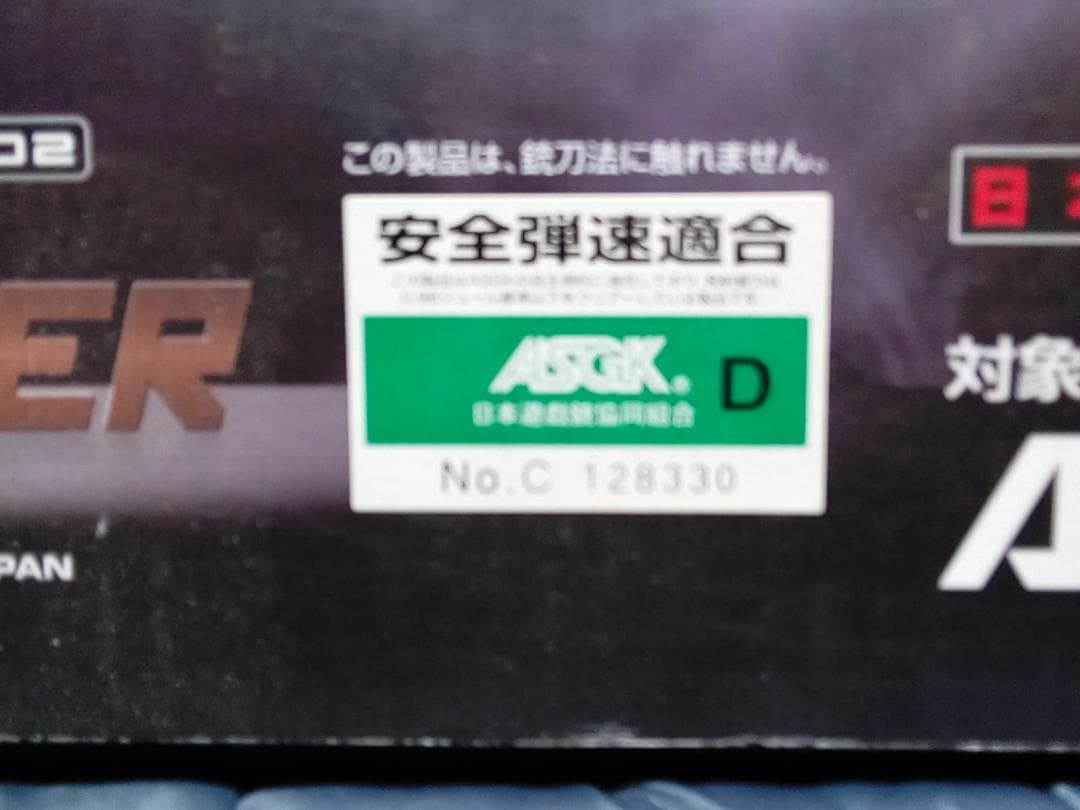 この製品は、銃刀法に触れません。
安全弾速適合
ASGK
D
日本遊戯銃協同組合
No.C 128330
02
ER
PAN
日
対象